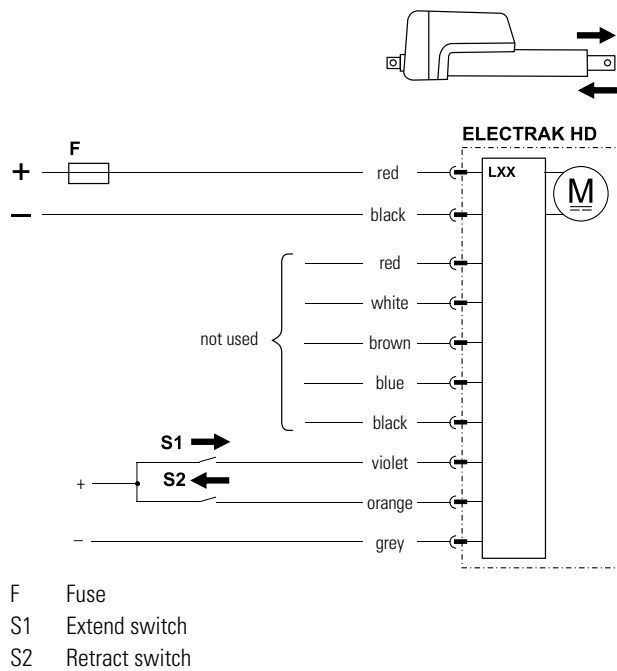 ELECTRAK HD
F
+ red LXX M
– black
red
white
not used brown
blue
black
S1 violet
+ S2 orange
– grey
F Fuse
S1 Extend switch
S2 Retract switch